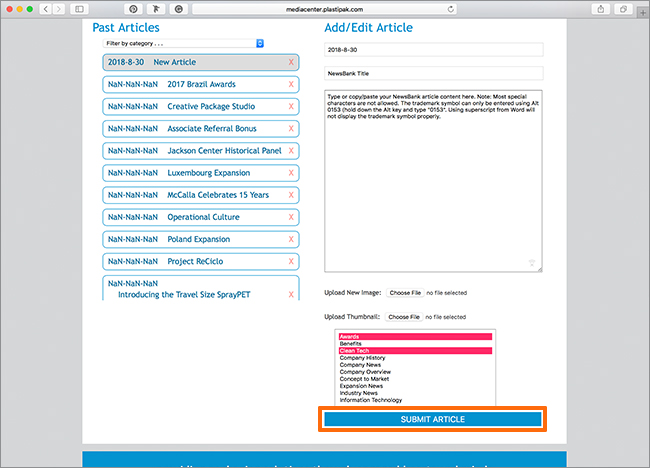 mediacenter.plastipak.com
Past Articles
Filter by category . . .
2018-8-30 New Article X
NaN-NaN-NaN 2017 Brazil Awards X
NaN-NaN-NaN Creative Package Studio X
NaN-NaN-NaN Associate Referral Bonus X
NaN-NaN-NaN Jackson Center Historical Panel X
NaN-NaN-NaN Luxembourg Expansion X
NaN-NaN-NaN McCalla Celebrates 15 Years X
NaN-NaN-NaN Operational Culture X
NaN-NaN-NaN Poland Expansion X
NaN-NaN-NaN Project ReCiclo X
NaN-NaN-NaN
Introducing the Travel Size SprayPET X
Add/Edit Article
2018-8-30
NewsBank Title
Type or copy/paste your NewsBank article content here. Note: Most special
characters are not allowed. The trademark symbol can only be entered using Alt
0153 (hold down the Alt key and type "0153". Using superscript from Word will
not display the trademark symbol properly.
Upload New Image: Choose File no file selected
Upload Thumbnail: Choose File no file selected
Awards
Benefits
Clean Tech
Company History
Company News
Company Overview
Concept to Market
Expansion News
Industry News
Information Technology
SUBMIT ARTICLE